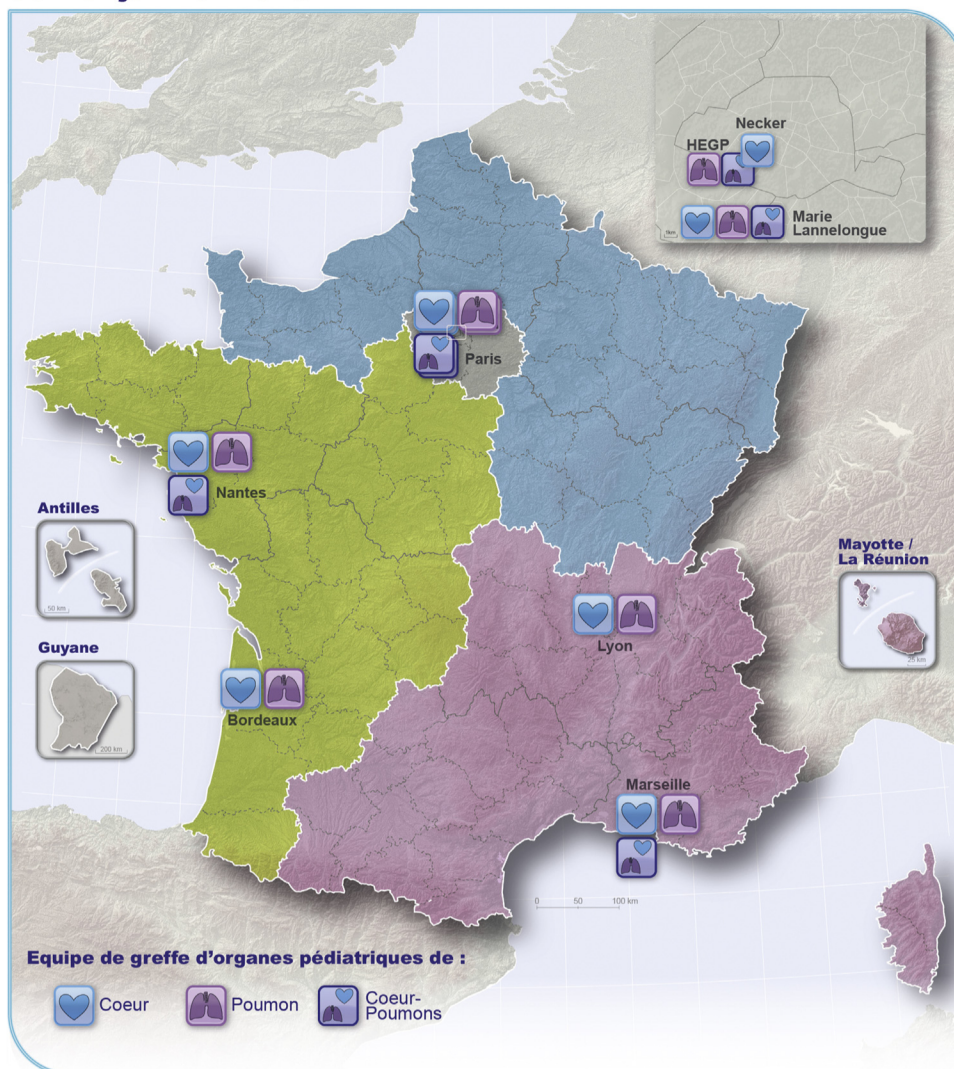 Necker
HEGP
1km
Marie
Lannelongue
Paris
Nantes
Antilles
50 km
Mayotte /
La Réunion
25 km
Lyon
Guyane
200 km
Bordeaux
Marseille
0 50 100 km
Equipe de greffe d'organes pédiatriques de :
Coeur
Poumon
Coeur-
Poumons